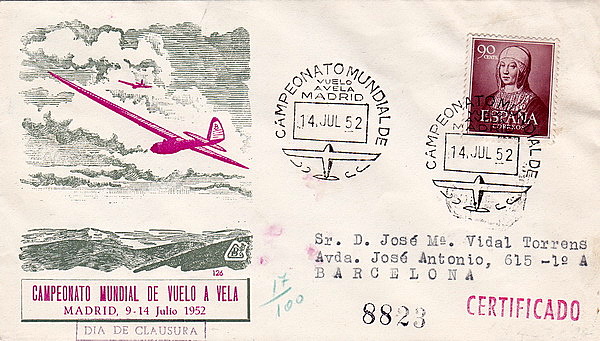 90
CENTS.
ESPAÑA
CORREOS
CAMPEONATO MUNDIAL DE
VUELO
A VELA
MADRID
14 JUL 52
CAMPEONATO MUNDIAL DE
14 JUL 52
126
CAMPEONATO MUNDIAL DE VUELO A VELA
MADRID, 9-14 Julio 1952
DIA DE CLAUSURA
17/100
Sr. D. José Mª. Vidal Torrens
Avda. José Antonio, 615 -1º A
BARCELONA
8823
CERTIFICADO